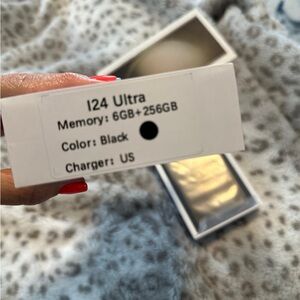 I24 Ultra
Memory: 6GB+256GB
Color: Black
Charger: US